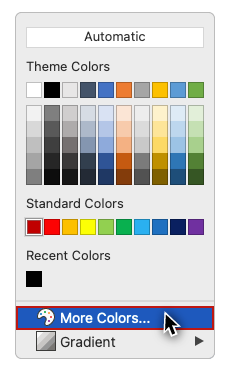 Automatic
Theme Colors
Standard Colors
Recent Colors
More Colors...
Gradient